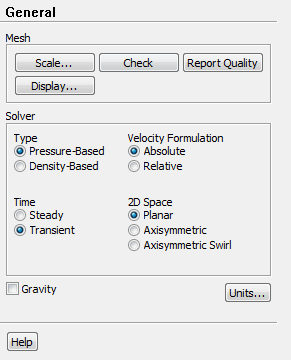 General
Mesh
Scale... Check Report Quality
Display...
Solver
Type Velocity Formulation
Pressure-Based Absolute
Density-Based Relative
Time 2D Space
Steady Planar
Transient Axisymmetric
Axisymmetric Swirl
Gravity Units...
Help